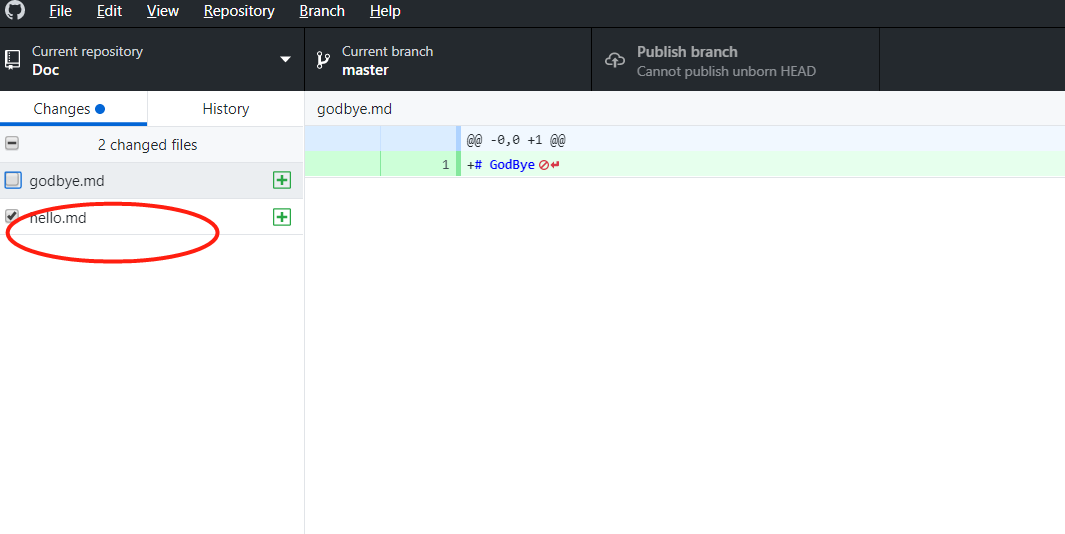 File Edit View Repository Branch Help
Current repository
Doc
Current branch
master
Publish branch
Cannot publish unborn HEAD
Changes History
2 changed files
godbye.md
hello.md
godbye.md
@@ -0,0 +1 @@
1 +# GodBye